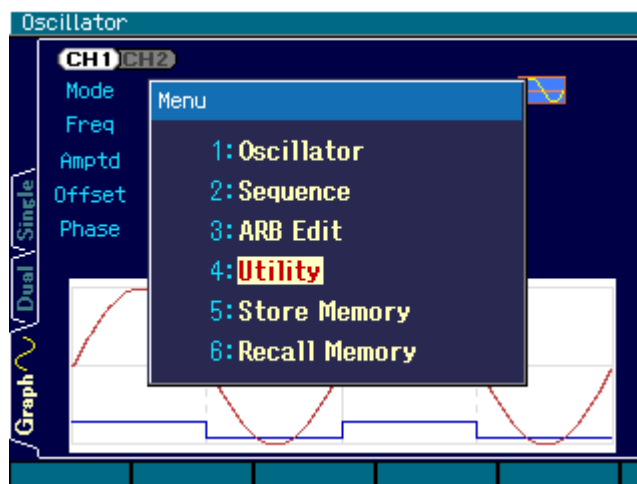 Oscillator
CH1 CH2
Mode
Freq
Amptd
Offset
Phase
Single
Dual
Graph
Menu
1:Oscillator
2:Sequence
3:ARB Edit
4:Utility
5:Store Memory
6:Recall Memory